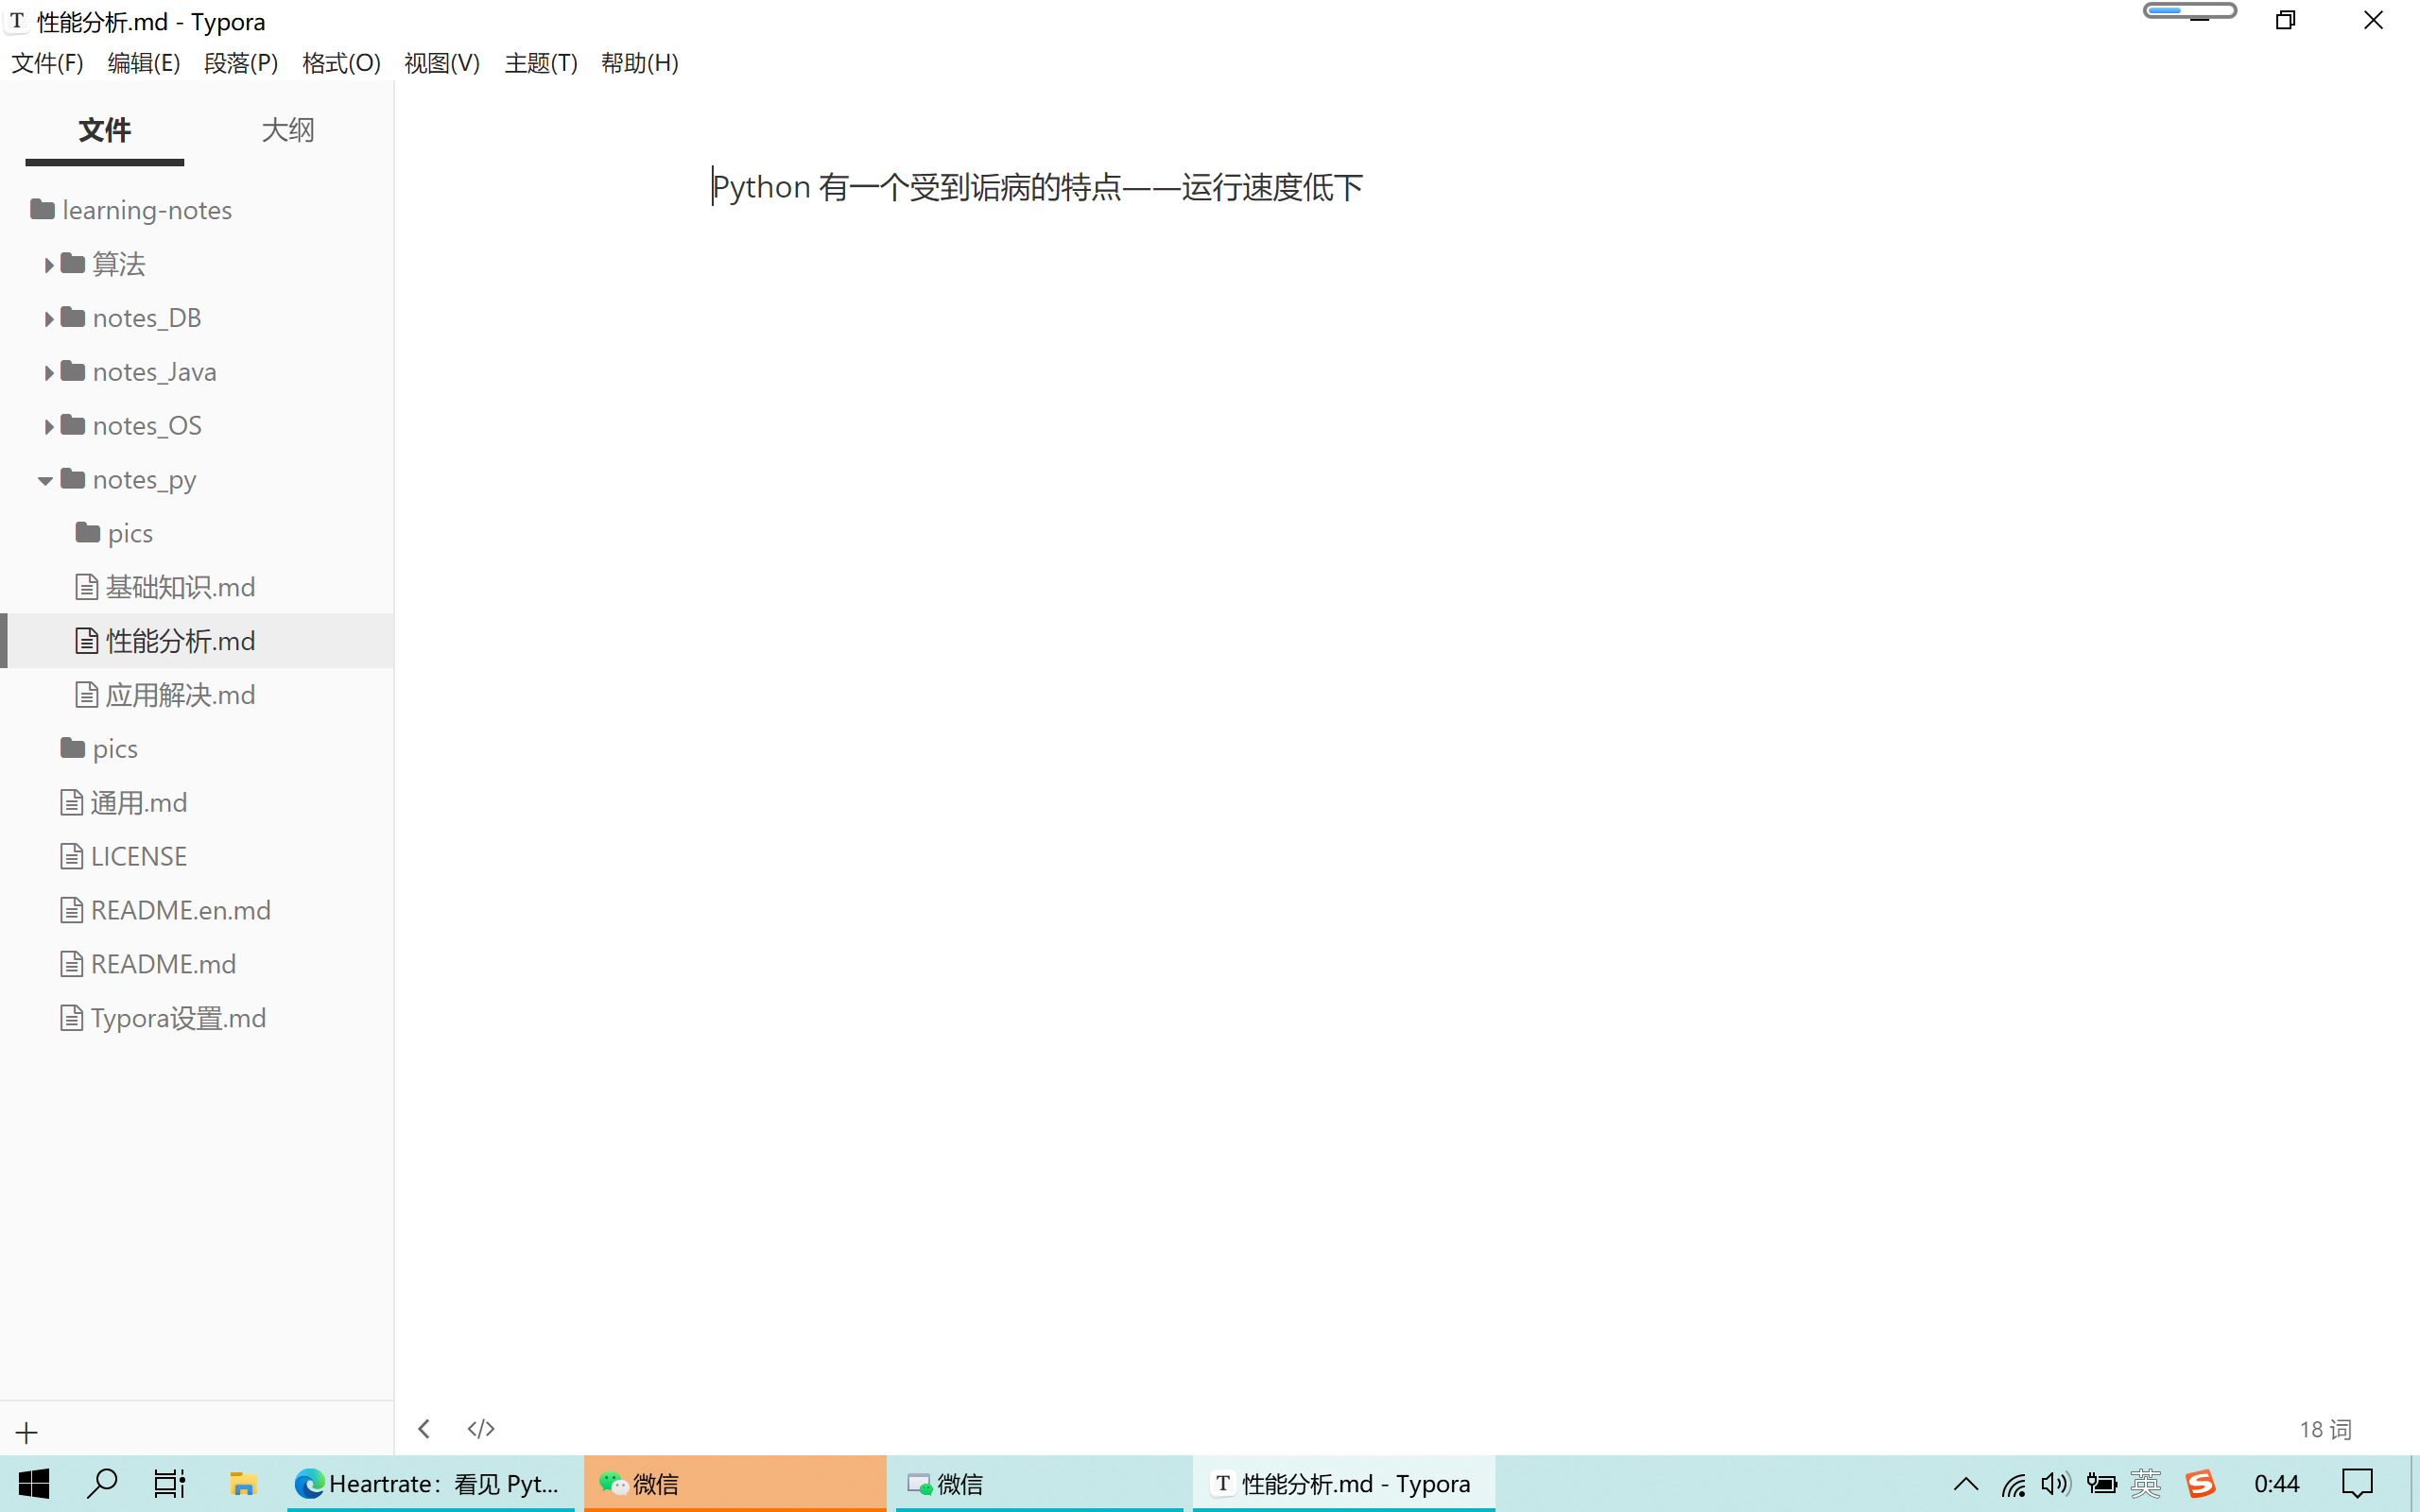 性能分析.md - Typora
文件(F) 编辑(E) 段落(P) 格式(O) 视图(V) 主题(T) 帮助(H)
文件 大纲
Python 有一个受到诟病的特点——运行速度低下
learning-notes
算法
notes_DB
notes_Java
notes_OS
notes_py
pics
基础知识.md
性能分析.md
应用解决.md
pics
通用.md
LICENSE
README.en.md
README.md
Typora设置.md
18 词
Heartrate：看见 Pyt... 微信 微信 性能分析.md - Typora 英 0:44